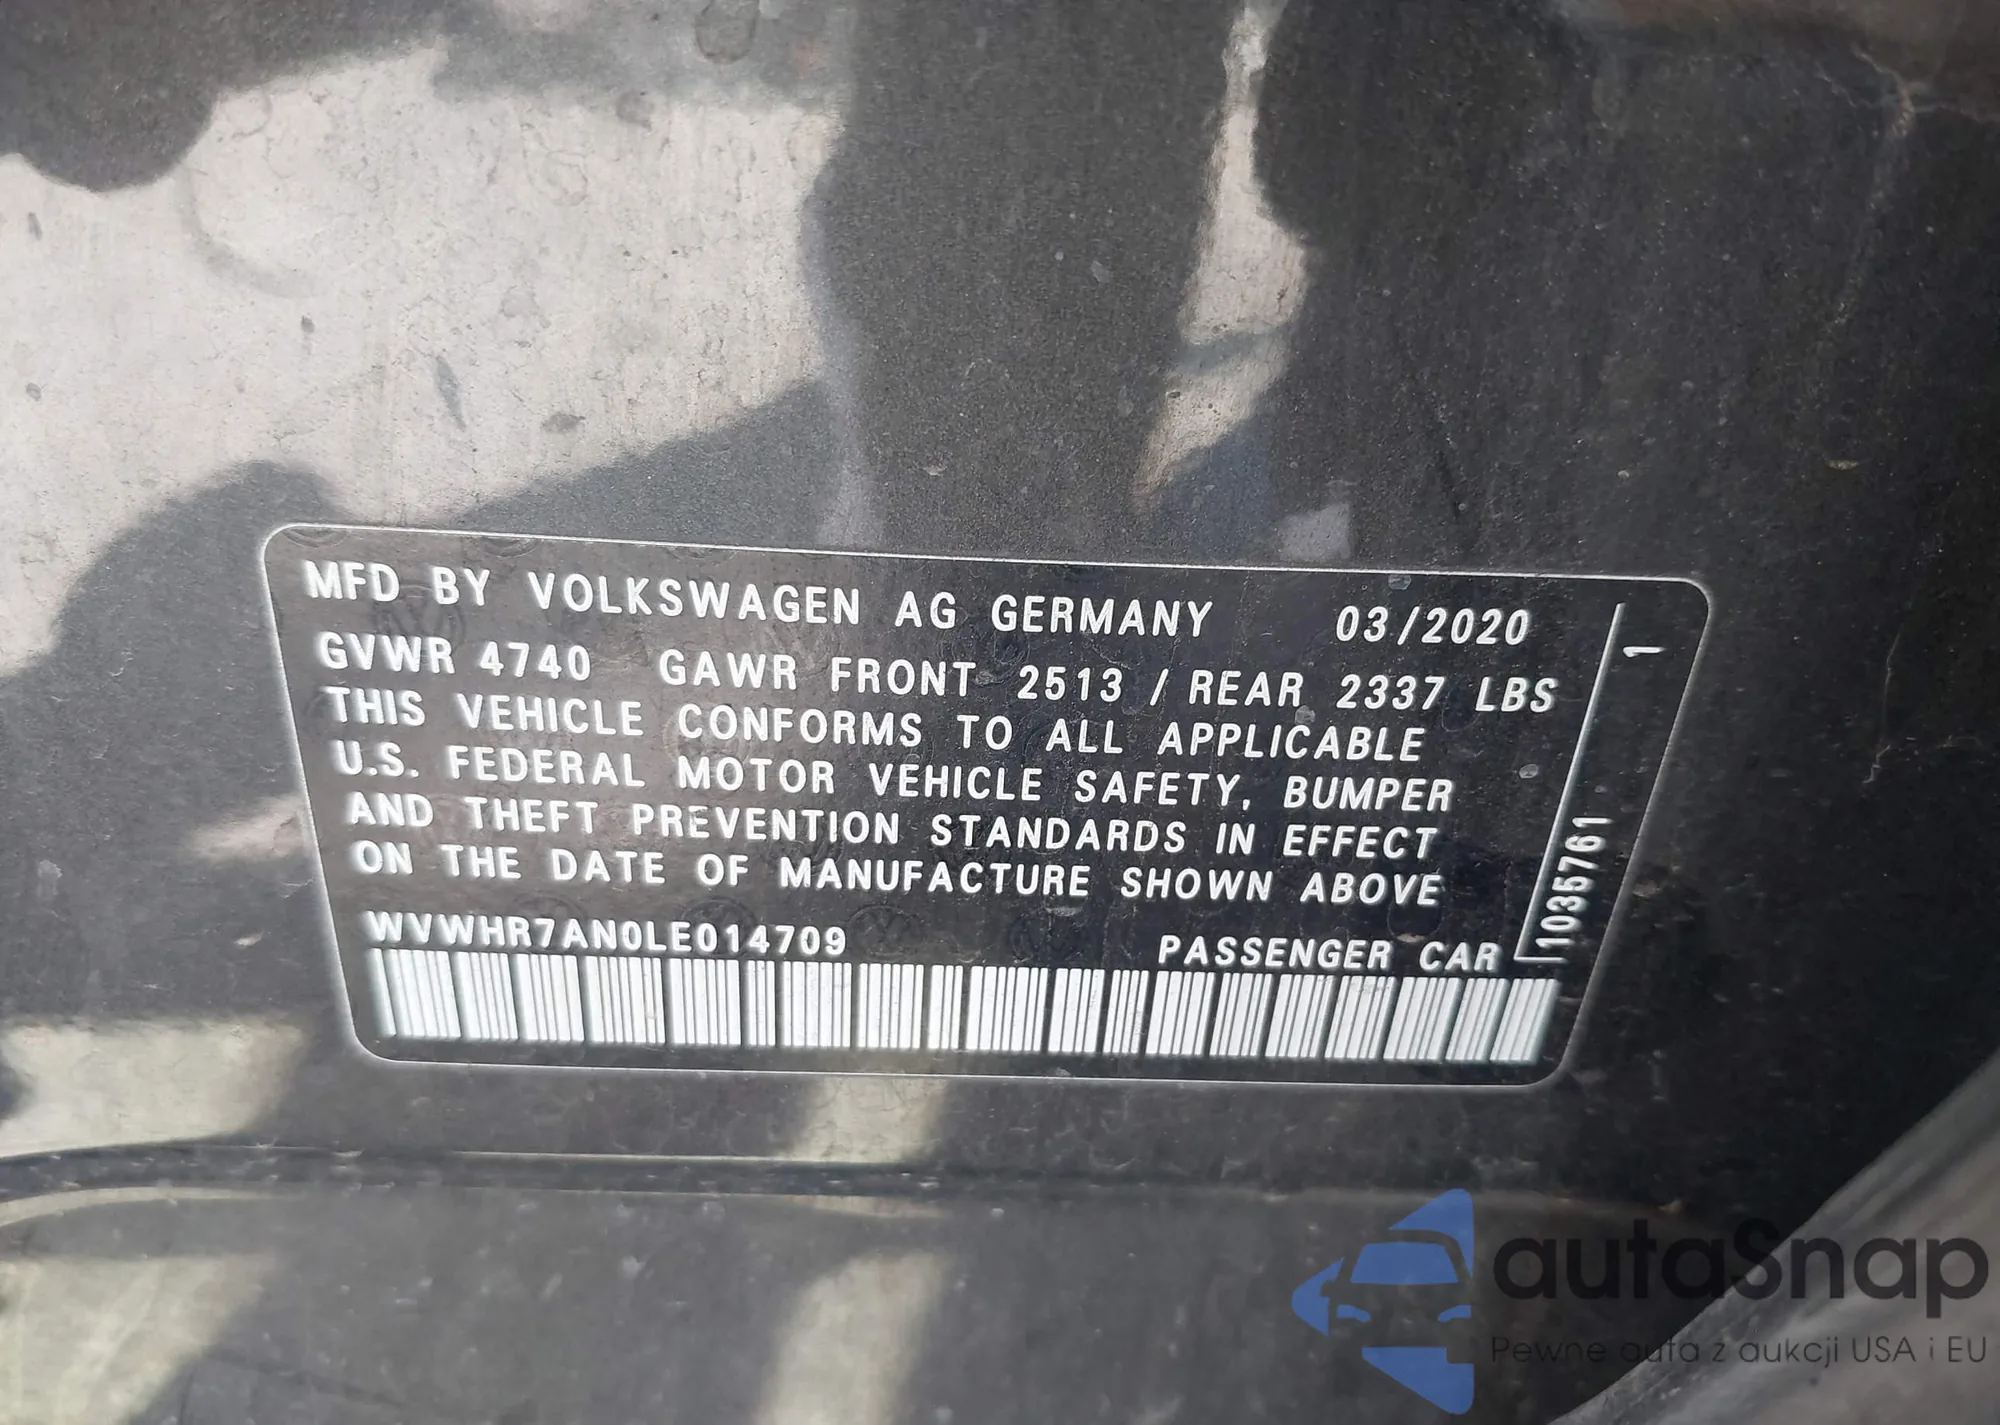 MFD BY VOLKSWAGEN AG GERMANY 03/2020
GVWR 4740 GAWR FRONT 2513 / REAR 2337 LBS
THIS VEHICLE CONFORMS TO ALL APPLICABLE
U.S. FEDERAL MOTOR VEHICLE SAFETY, BUMPER
AND THEFT PREVENTION STANDARDS IN EFFECT
ON THE DATE OF MANUFACTURE SHOWN ABOVE
WVWHR7AN0LE014709 PASSENGER CAR
1035761 1
autaSnap
Pewne auta z aukcji USA i EU